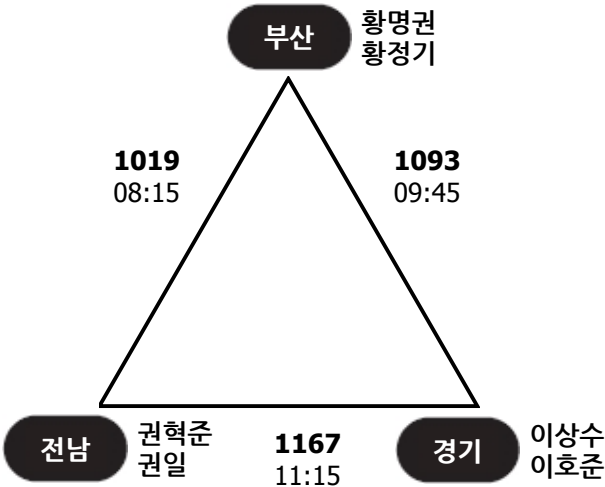 부산
황명권
황정기
1019
08:15
1093
09:45
전남
권혁준
권일
1167
11:15
경기
이상수
이호준